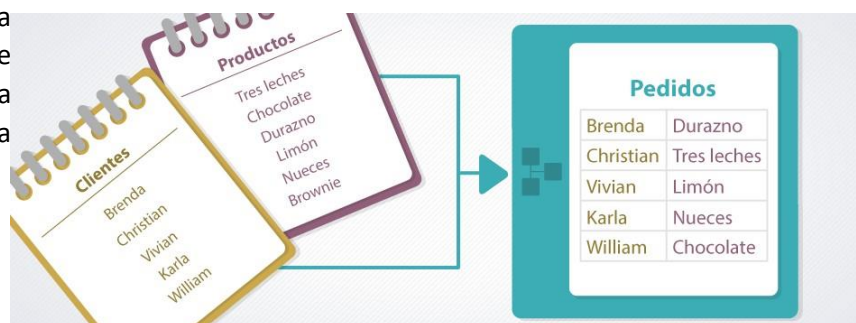 a
e
a
a
Productos
Tres leches
Chocolate
Durazno
Limón
Nueces
Brownie
Clientes
Brenda
Christian
Vivian
Karla
William
Pedidos
Brenda Durazno
Christian Tres leches
Vivian Limón
Karla Nueces
William Chocolate